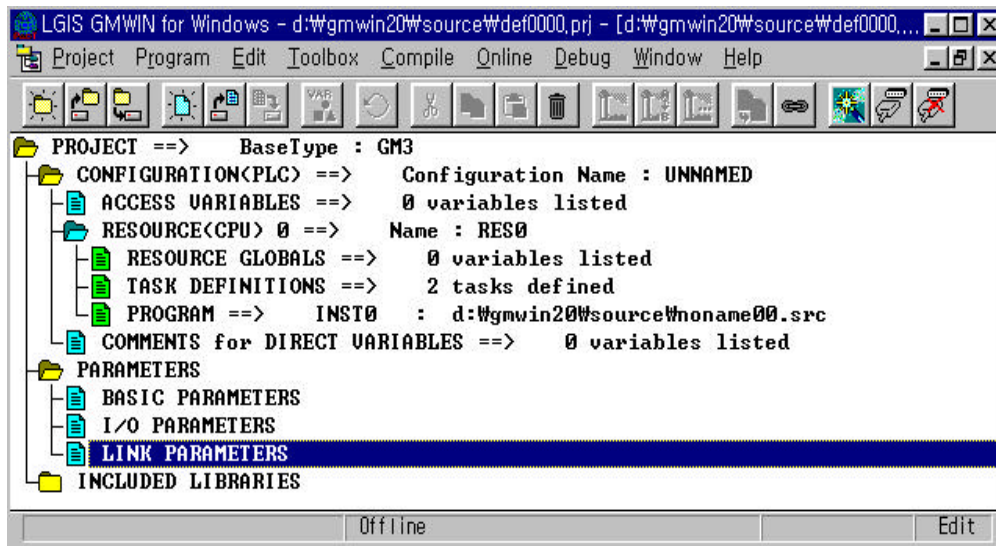 LGIS GMWIN for Windows - d:₩gmwin20₩source₩def0000.prj - [d:₩gmwin20₩source₩def0000,...
Project Program Edit Toolbox Compile Online Debug Window Help
VAR
PROJECT ==> BaseType : GM3
CONFIGURATION(PLC) ==> Configuration Name : UNNAMED
ACCESS VARIABLES ==> 0 variables listed
RESOURCE(CPU) 0 ==> Name : RES0
RESOURCE GLOBALS ==> 0 variables listed
TASK DEFINITIONS ==> 2 tasks defined
PROGRAM ==> INST0 : d:₩gmwin20₩source₩noname00.src
COMMENTS for DIRECT VARIABLES ==> 0 variables listed
PARAMETERS
BASIC PARAMETERS
I/O PARAMETERS
LINK PARAMETERS
INCLUDED LIBRARIES
Offline Edit